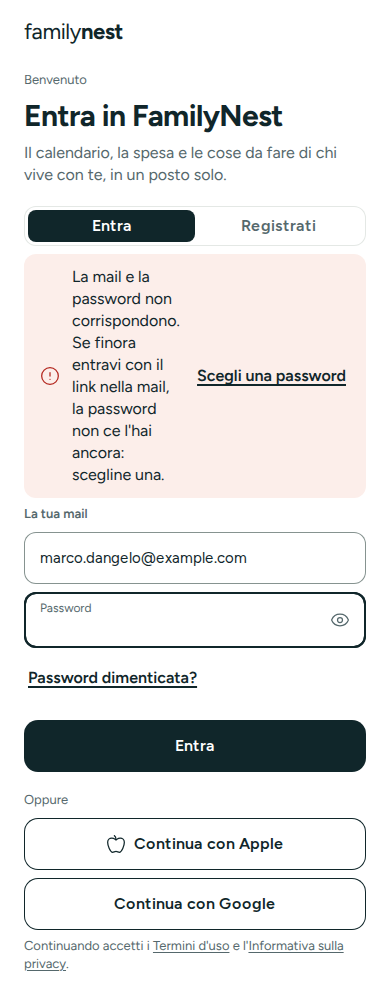 familynest
Benvenuto
Entra in FamilyNest
Il calendario, la spesa e le cose da fare di chi
vive con te, in un posto solo.
Entra
Registrati
La mail e la
password non
corrispondono.
Se finora
entravi con il
link nella mail,
la password
non ce l'hai
ancora:
scegline una.
Scegli una password
La tua mail
marco.dangelo@example.com
Password
Password dimenticata?
Entra
Oppure
Continua con Apple
Continua con Google
Continuando accetti i Termini d'uso e l'Informativa sulla
privacy.